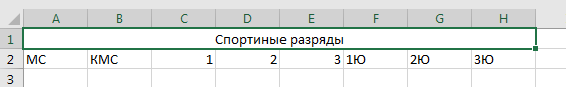 A B C D E F G H
1 Спортиные разряды
2 МС КМС 1 2 3 1Ю 2Ю 3Ю
3